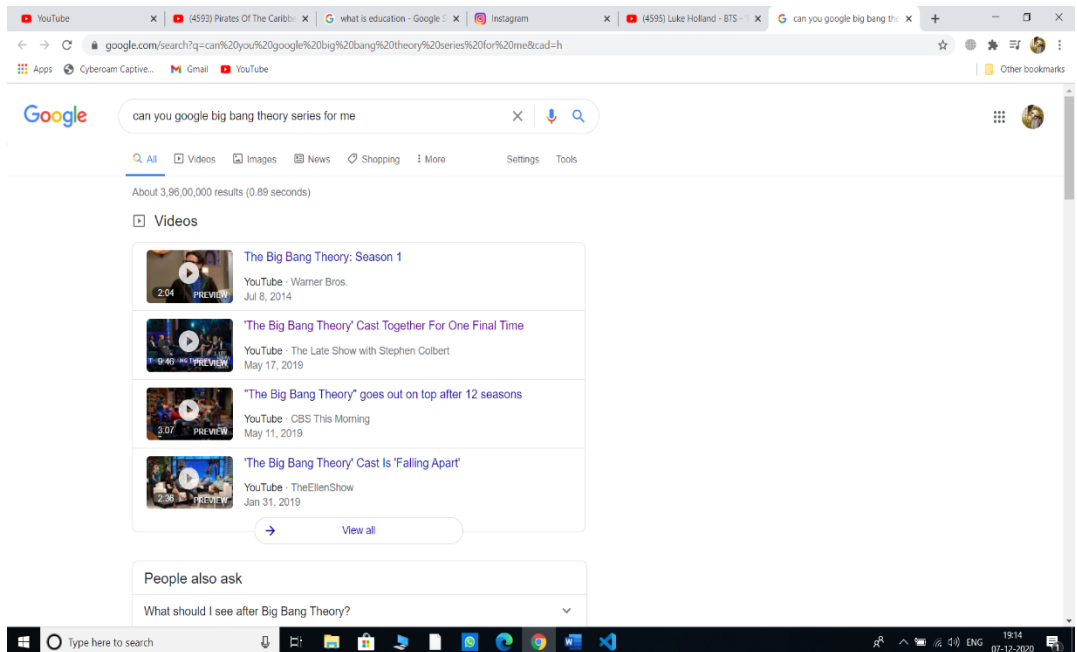 YouTube
(4593) Pirates Of The Caribbe
what is education - Google S
Instagram
(4595) Luke Holland - BTS - 'I
can you google big bang the
google.com/search?q=can%20you%20google%20big%20bang%20theory%20series%20for%20me&cad=h
Apps Cyberoam Captive... Gmail YouTube Other bookmarks
Google
can you google big bang theory series for me
All Videos Images News Shopping More Settings Tools
About 3,96,00,000 results (0.89 seconds)
Videos
The Big Bang Theory: Season 1
YouTube · Warner Bros.
2:04 PREVIEW
Jul 8, 2014
'The Big Bang Theory' Cast Together For One Final Time
YouTube · The Late Show with Stephen Colbert
9:46 PREVIEW
May 17, 2019
"The Big Bang Theory" goes out on top after 12 seasons
YouTube · CBS This Morning
3:07 PREVIEW
May 11, 2019
'The Big Bang Theory' Cast Is 'Falling Apart'
YouTube · TheEllenShow
2:36 PREVIEW
Jan 31, 2019
View all
People also ask
What should I see after Big Bang Theory?
Type here to search
ENG
19:14
07-12-2020